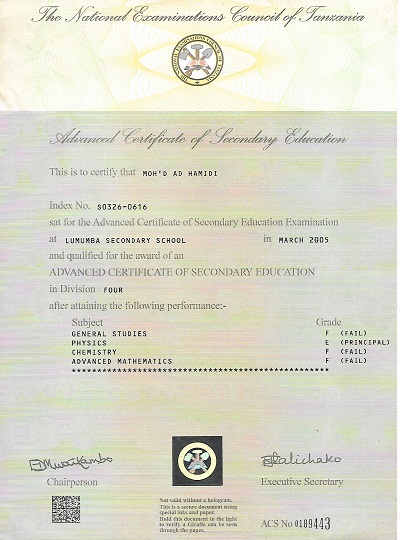 The National Examinations Council of Tanzania
Advanced Certificate of Secondary Education
This is to certify that MOH'D AD HAMIDI
Index No. S0326-0616
sat for the Advanced Certificate of Secondary Education Examination
at LUMUMBA SECONDARY SCHOOL in MARCH 2005
and qualified for the award of an
ADVANCED CERTIFICATE OF SECONDARY EDUCATION
in Division FOUR
after attaining the following performance:-
Subject Grade
GENERAL STUDIES F (FAIL)
PHYSICS E (PRINCIPAL)
CHEMISTRY F (FAIL)
ADVANCED MATHEMATICS F (FAIL)
Chairperson
Executive Secretary
Not valid without a hologram.
This is a secure document using
special inks and paper.
Hold this document to the light
to verify a Giraffe can be seen
through the paper.
ACS No 0189443